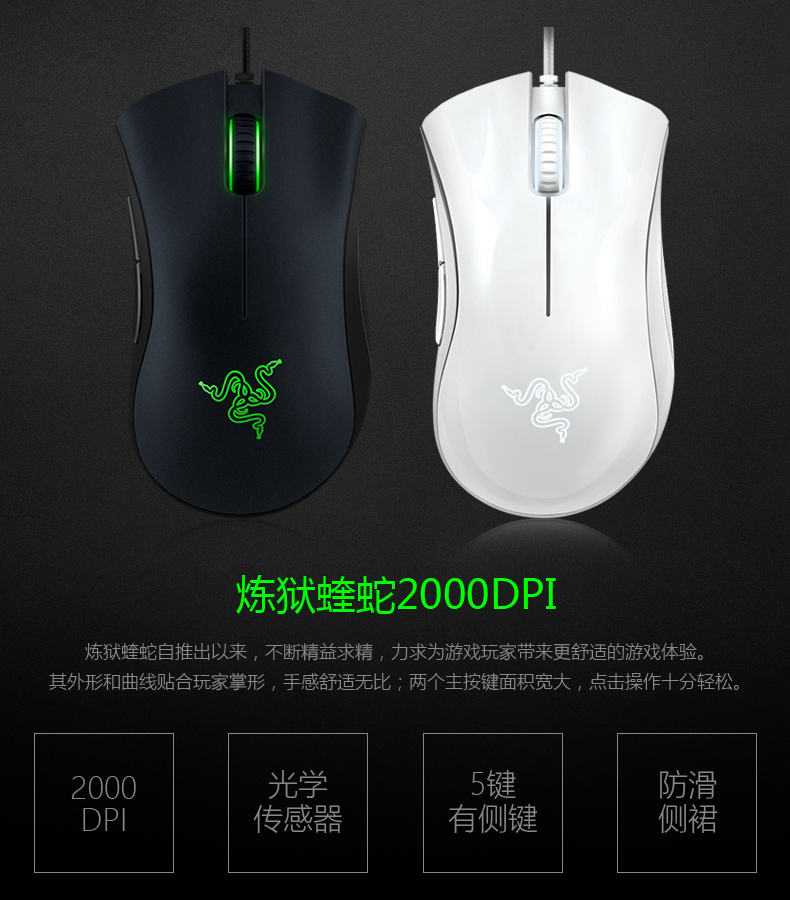 炼狱蝰蛇2000DPI
炼狱蝰蛇自推出以来，不断精益求精，力求为游戏玩家带来更舒适的游戏体验。
其外形和曲线贴合玩家掌形，手感舒适无比；两个主按键面积宽大，点击操作十分轻松。
2000
DPI
光学
传感器
5键
有侧键
防滑
侧裙